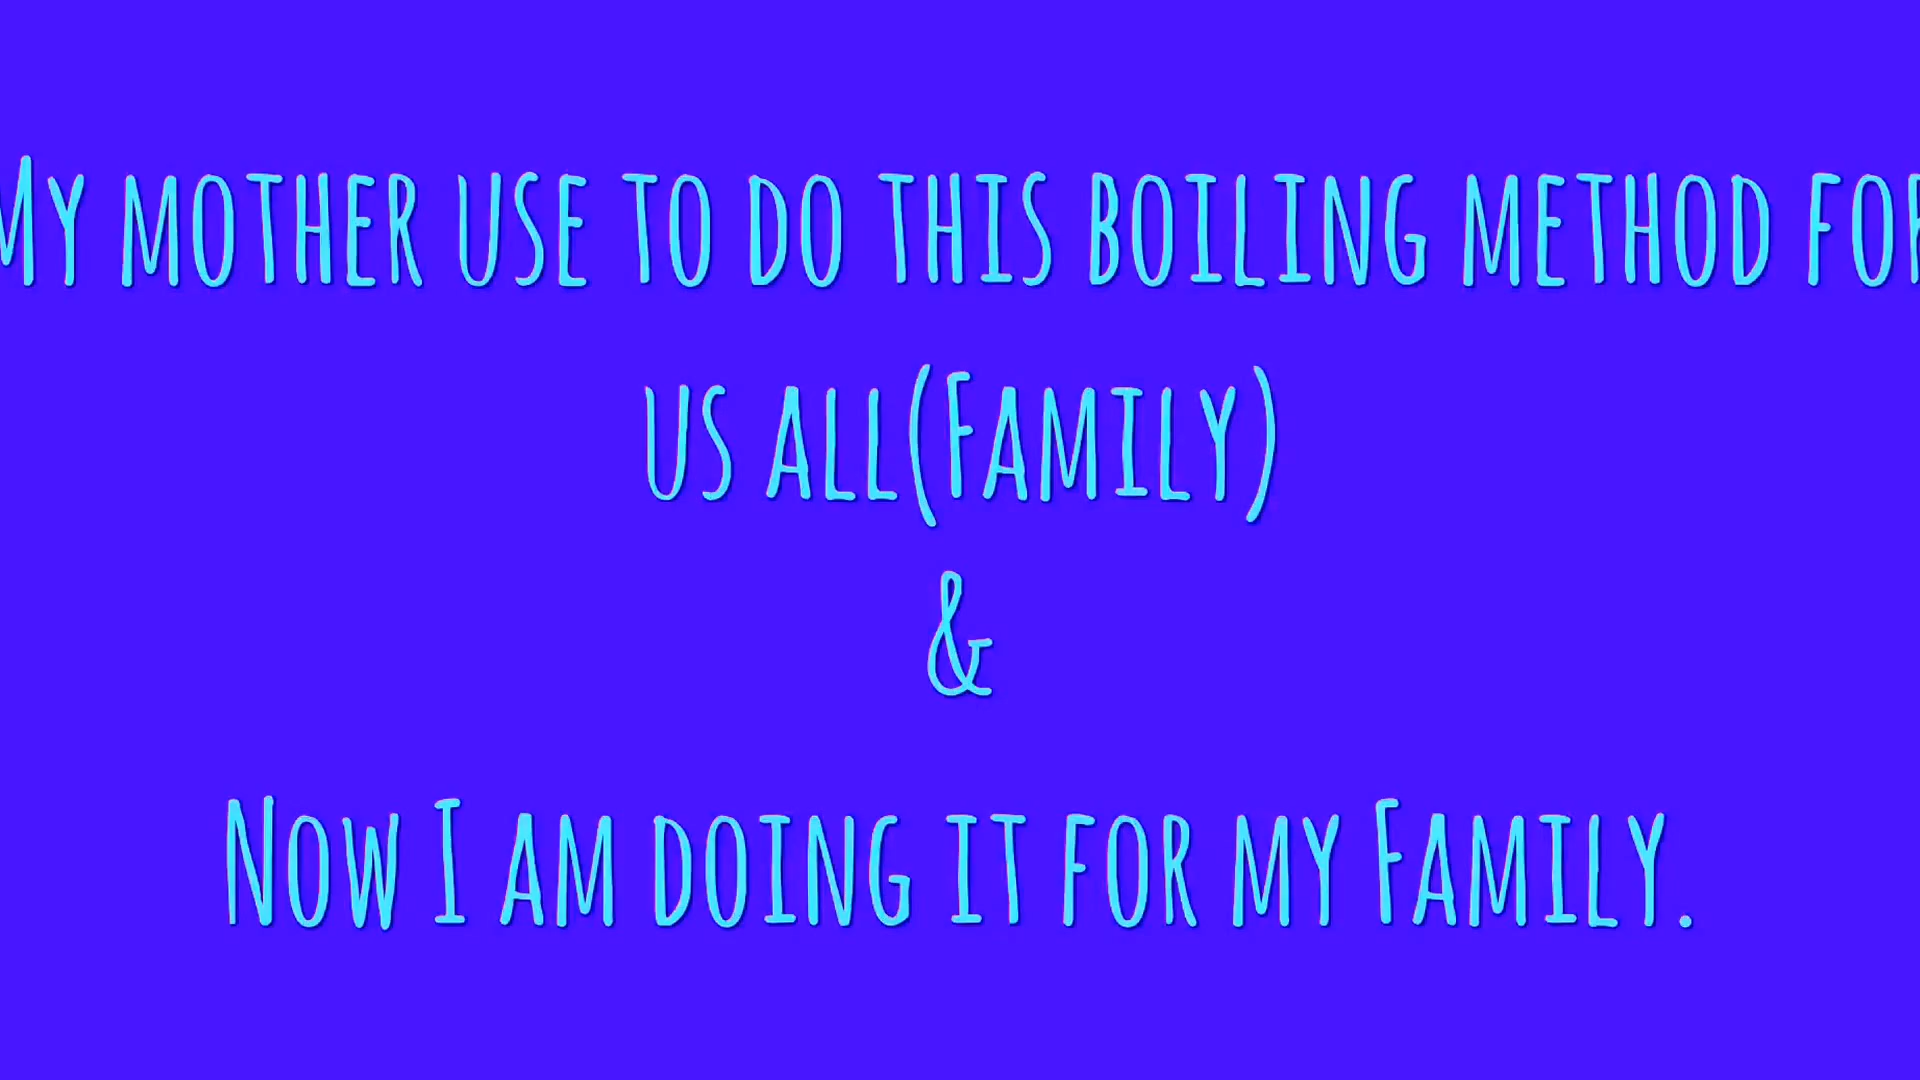 My mother use to do this boiling method for
us all(Family)
&
Now I am doing it for my Family.